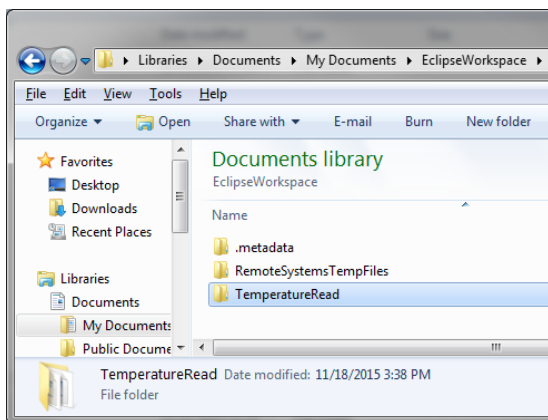 Libraries ▸ Documents ▸ My Documents ▸ EclipseWorkspace ▸
File Edit View Tools Help
Organize Open Share with E-mail Burn New folder
Favorites
Desktop
Downloads
Recent Places
Libraries
Documents
My Documents
Public Docume
Documents library
EclipseWorkspace
Name
.metadata
RemoteSystemsTempFiles
TemperatureRead
TemperatureRead Date modified: 11/18/2015 3:38 PM
File folder